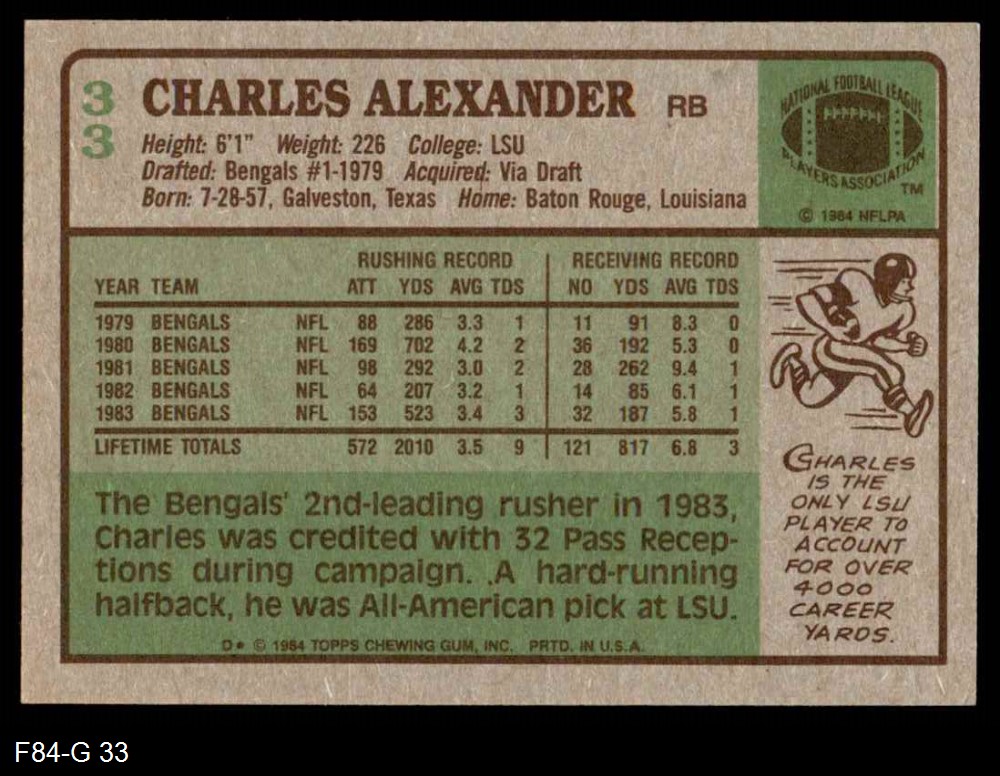 33 CHARLES ALEXANDER RB
Height: 6'1" Weight: 226 College: LSU
Drafted: Bengals #1-1979 Acquired: Via Draft
Born: 7-28-57, Galveston, Texas Home: Baton Rouge, Louisiana
NATIONAL FOOTBALL LEAGUE
PLAYERS ASSOCIATION
TM
© 1984 NFLPA
RUSHING RECORD RECEIVING RECORD
YEAR TEAM ATT YDS AVG TDS NO YDS AVG TDS
1979 BENGALS NFL 88 286 3.3 1 11 91 8.3 0
1980 BENGALS NFL 169 702 4.2 2 36 192 5.3 0
1981 BENGALS NFL 98 292 3.0 2 28 262 9.4 1
1982 BENGALS NFL 64 207 3.2 1 14 85 6.1 1
1983 BENGALS NFL 153 523 3.4 3 32 187 5.8 1
LIFETIME TOTALS 572 2010 3.5 9 121 817 6.8 3
The Bengals' 2nd-leading rusher in 1983,
Charles was credited with 32 Pass Recep-
tions during campaign. A hard-running
halfback, he was All-American pick at LSU.
D* © 1984 TOPPS CHEWING GUM, INC. PRTD. IN U.S.A.
CHARLES
IS THE
ONLY LSU
PLAYER TO
ACCOUNT
FOR OVER
4000
CAREER
YARDS.
F84-G 33